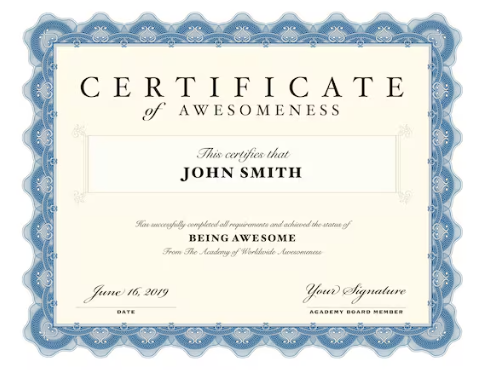 CERTIFICATE
of AWESOMENESS
This certifies that
JOHN SMITH
Has successfully completed all requirements and achieved the status of
BEING AWESOME
From The Academy of Worldwide Awesomeness
June 16, 2019
Your Signature
DATE
ACADEMY BOARD MEMBER